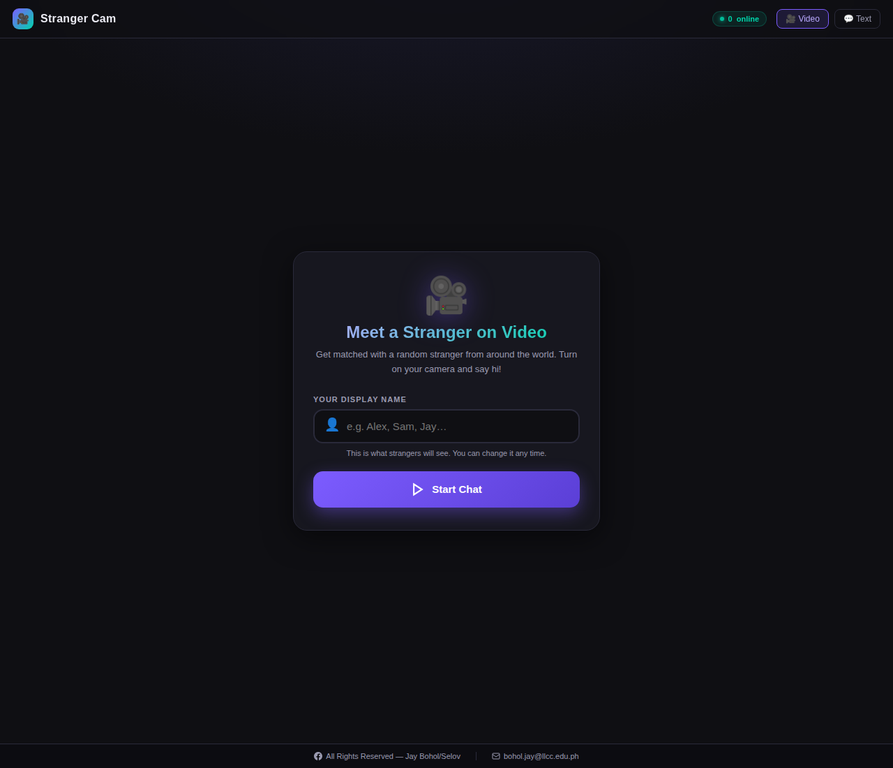 Stranger Cam
0 online
Video
Text
Meet a Stranger on Video
Get matched with a random stranger from around the world. Turn
on your camera and say hi!
YOUR DISPLAY NAME
e.g. Alex, Sam, Jay…
This is what strangers will see. You can change it any time.
Start Chat
All Rights Reserved — Jay Bohol/Selov
bohol.jay@llcc.edu.ph